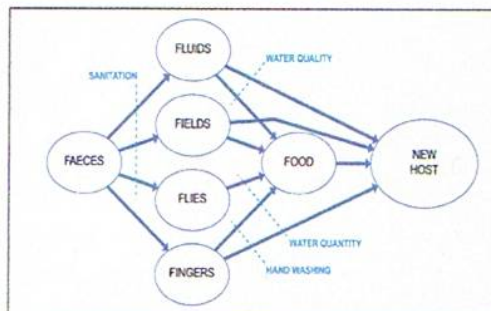 FLUIDS
SANITATION
WATER QUALITY
FIELDS
FAECES
FOOD
NEW
HOST
FLIES
WATER QUANTITY
HAND WASHING
FINGERS